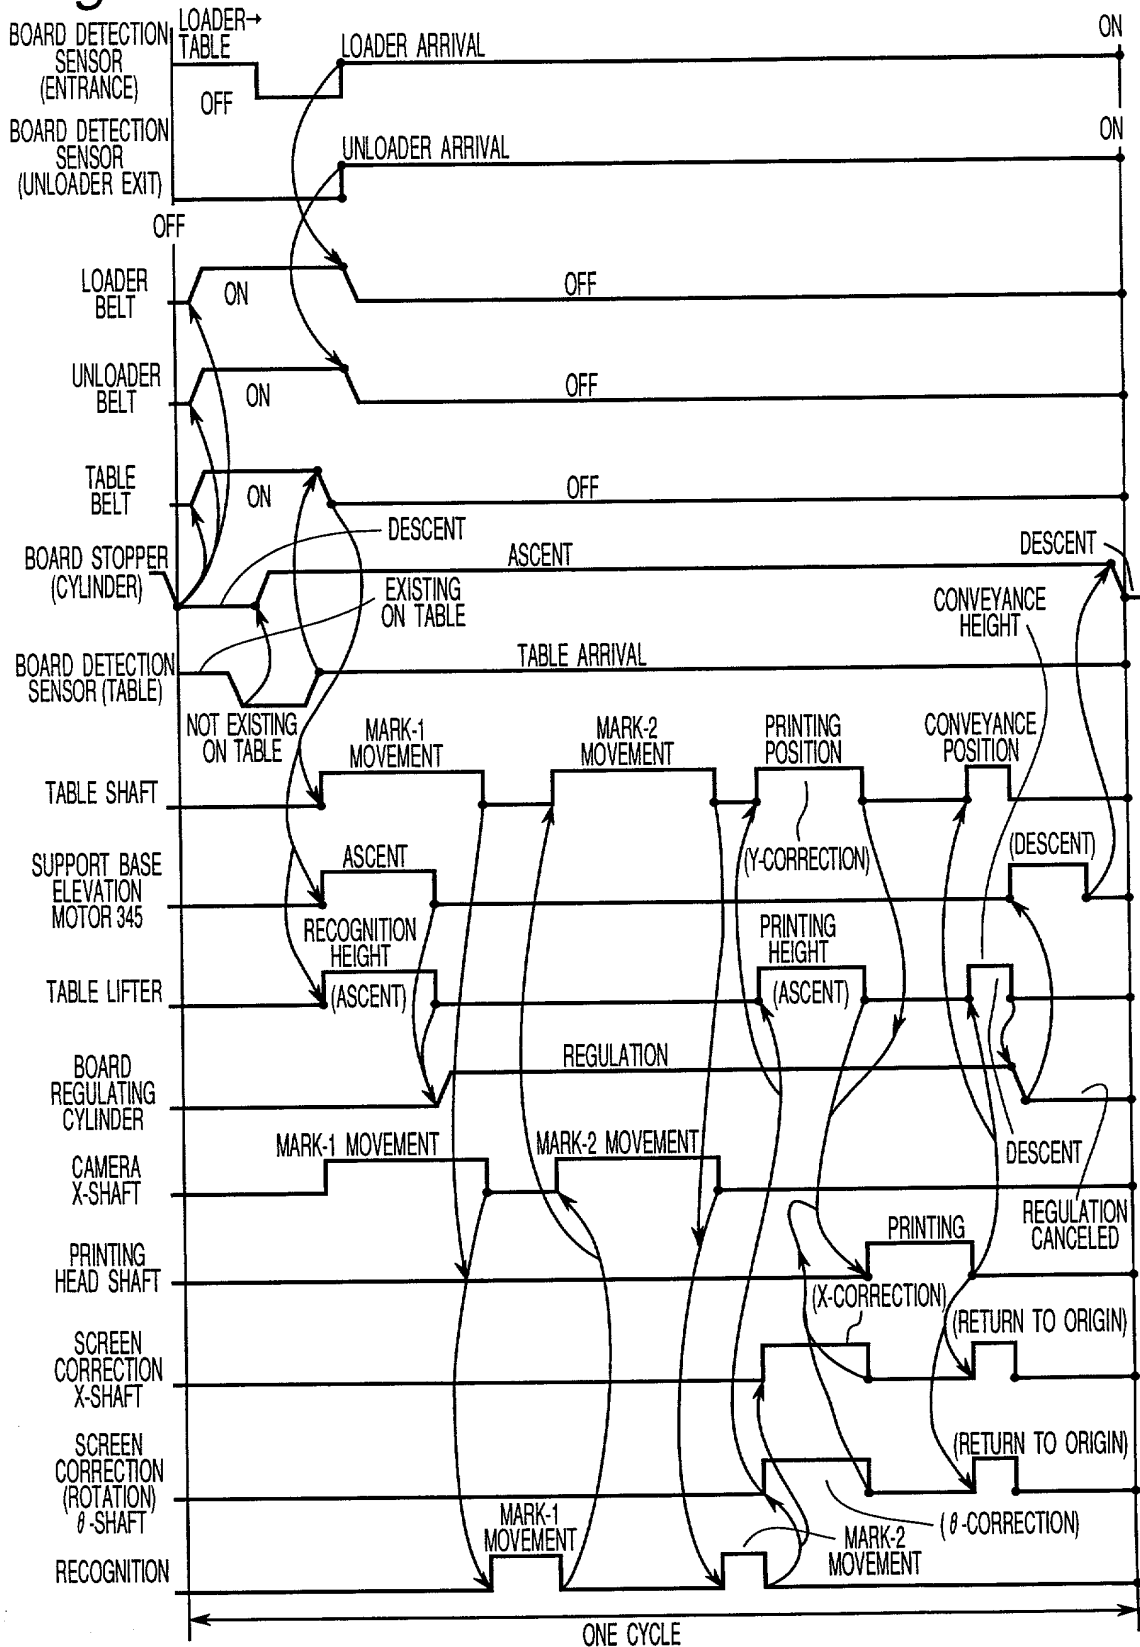 LOADER→
TABLE
BOARD DETECTION
SENSOR
(ENTRANCE)
OFF
LOADER ARRIVAL
ON
BOARD DETECTION
SENSOR
(UNLOADER EXIT)
UNLOADER ARRIVAL
ON
OFF
LOADER
BELT
ON
OFF
UNLOADER
BELT
ON
OFF
TABLE
BELT
ON
OFF
DESCENT
BOARD STOPPER
(CYLINDER)
ASCENT
DESCENT
EXISTING
ON TABLE
CONVEYANCE
HEIGHT
BOARD DETECTION
SENSOR (TABLE)
TABLE ARRIVAL
NOT EXISTING
ON TABLE
MARK-1
MOVEMENT
MARK-2
MOVEMENT
PRINTING
POSITION
CONVEYANCE
POSITION
TABLE SHAFT
(Y-CORRECTION)
(DESCENT)
SUPPORT BASE
ELEVATION
MOTOR 345
ASCENT
RECOGNITION
HEIGHT
PRINTING
HEIGHT
TABLE LIFTER
(ASCENT)
(ASCENT)
BOARD
REGULATING
CYLINDER
REGULATION
DESCENT
REGULATION
CANCELED
CAMERA
X-SHAFT
MARK-1 MOVEMENT
MARK-2 MOVEMENT
PRINTING
HEAD SHAFT
PRINTING
(X-CORRECTION)
(RETURN TO ORIGIN)
SCREEN
CORRECTION
X-SHAFT
(RETURN TO ORIGIN)
SCREEN
CORRECTION
(ROTATION)
θ-SHAFT
(θ-CORRECTION)
MARK-1
MOVEMENT
MARK-2
MOVEMENT
RECOGNITION
ONE CYCLE